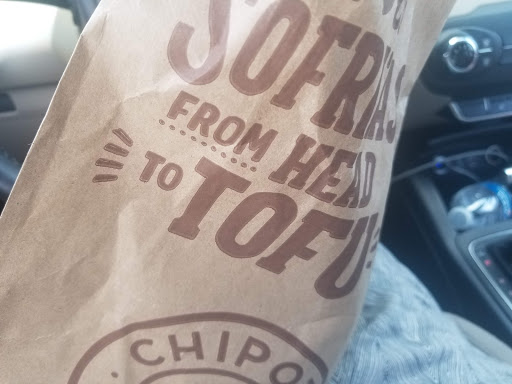 SOFRITAS
FROM HEAD
TO TOFU
CHIPO